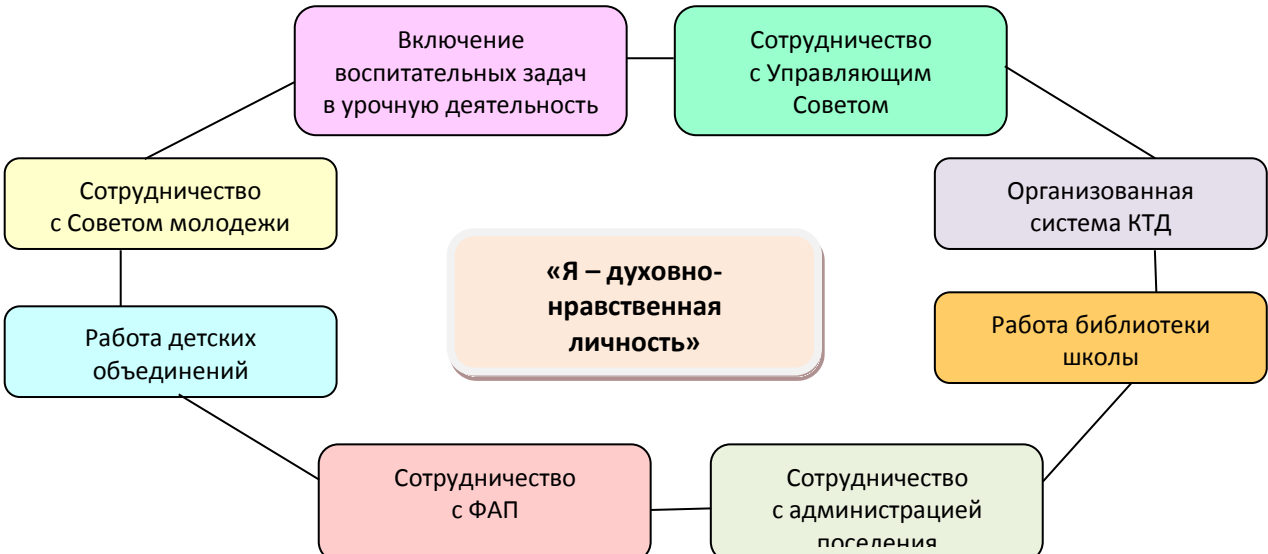 Включение
воспитательных задач
в урочную деятельность
Сотрудничество
с Управляющим
Советом
Сотрудничество
с Советом молодежи
Организованная
система КТД
«Я – духовно-
нравственная
личность»
Работа детских
объединений
Работа библиотеки
школы
Сотрудничество
с ФАП
Сотрудничество
с администрацией
поселения